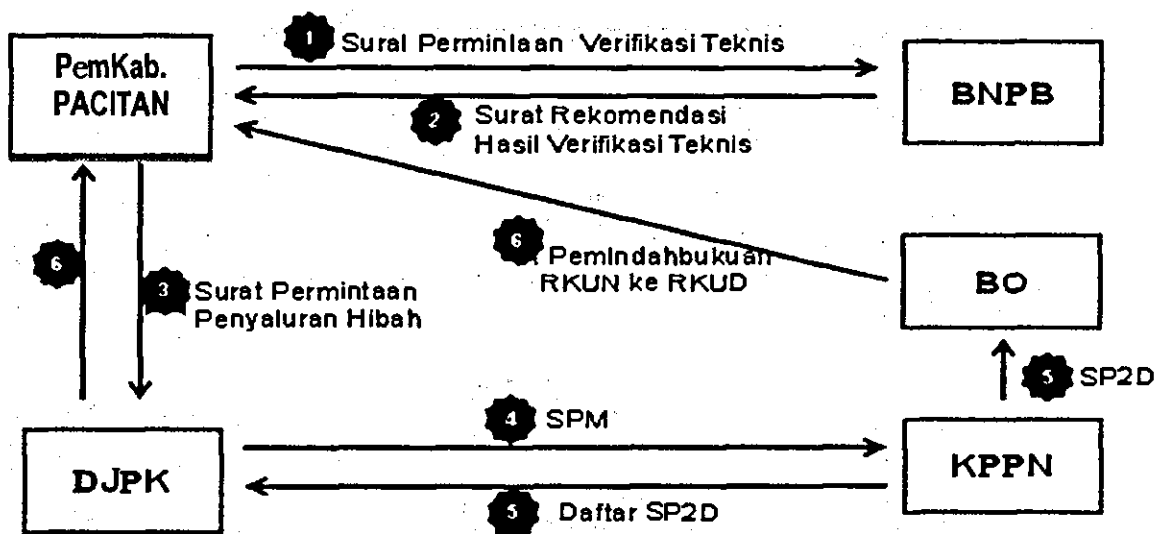 1 Sural Perminlaan Verifikasi Teknis
PemKab.
PACITAN
BNPB
2 Surat Rekomendasi
Hasil Verifikasi Teknis
6 Pemindahbukuan
RKUN ke RKUD
BO
6
3 Surat Permintaan
Penyaluran Hibah
5 SP2D
4 SPM
DJPK
KPPN
5 Daftar SP2D